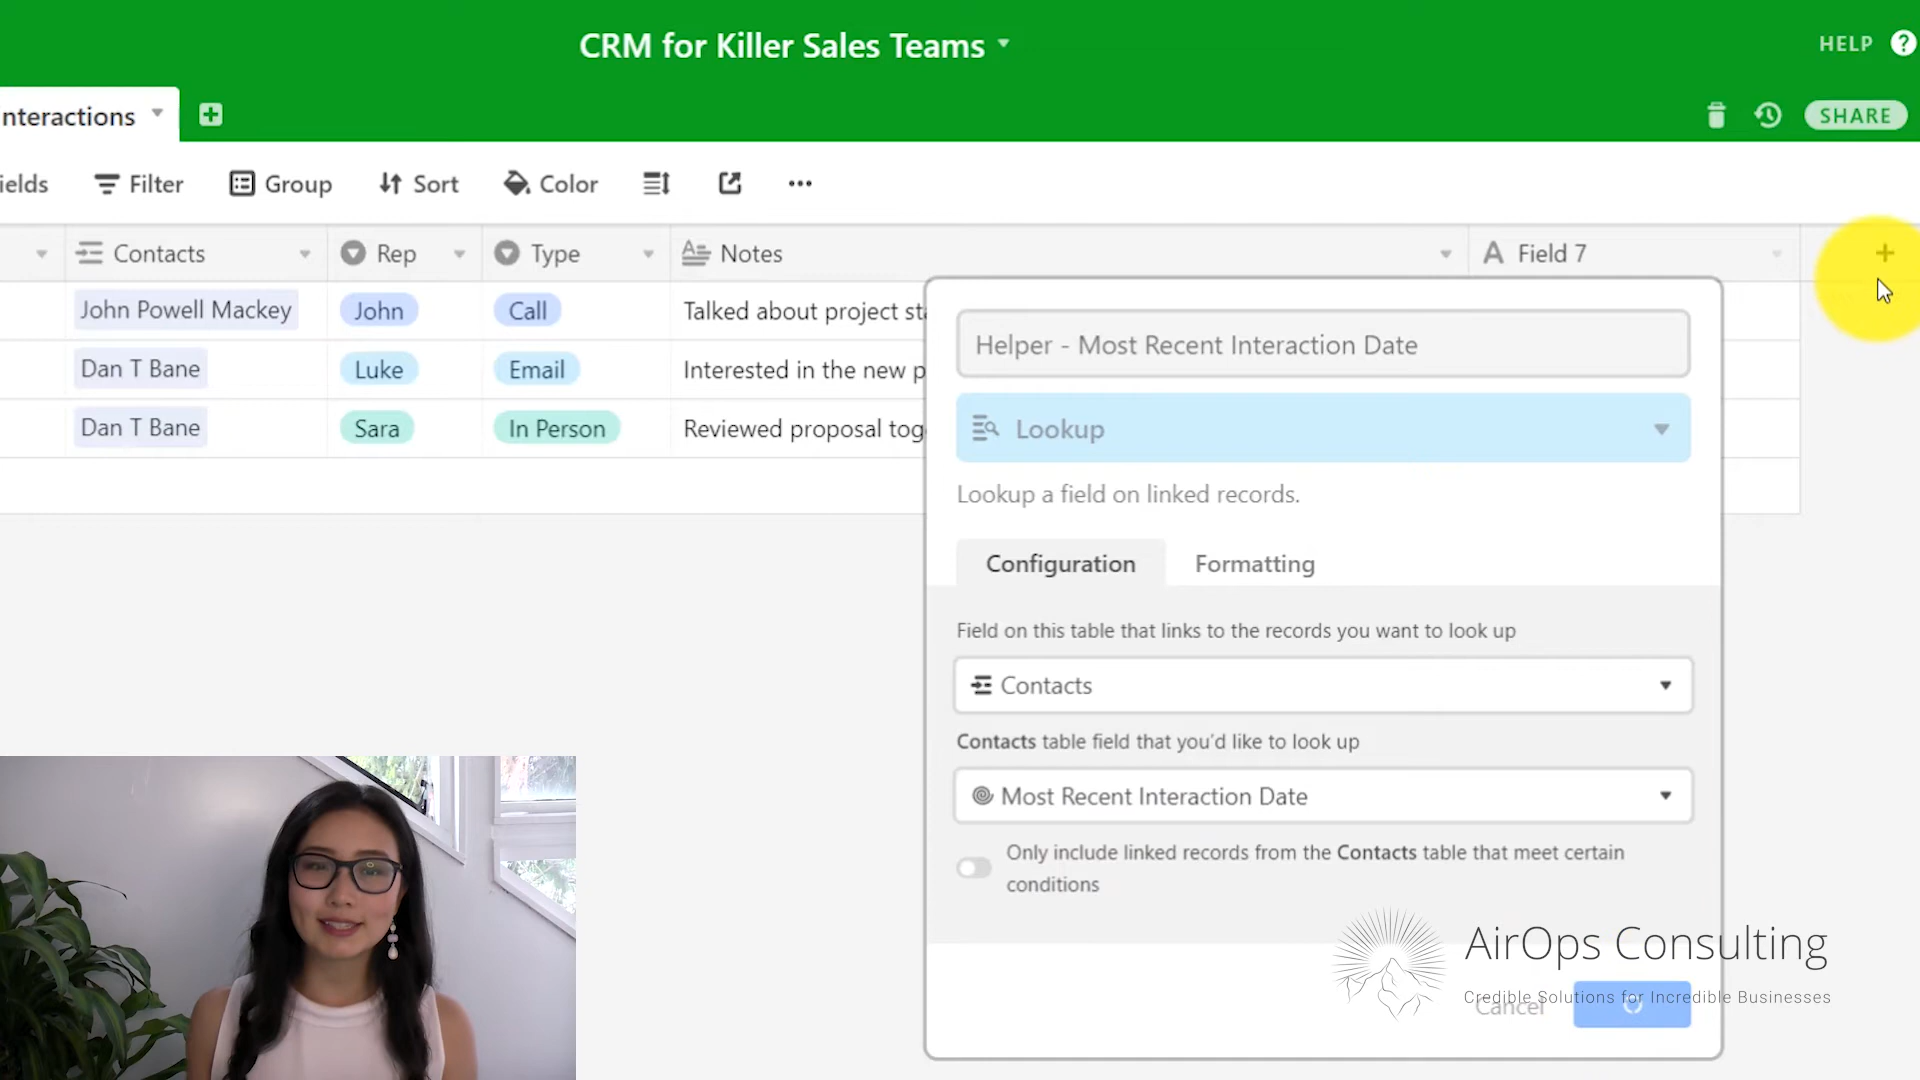 CRM for Killer Sales Teams
HELP ?
nteractions
SHARE
ields Filter Group Sort Color
Contacts Rep Type Notes Field 7
John Powell Mackey John Call Talked about project sta
Dan T Bane Luke Email Interested in the new p
Dan T Bane Sara In Person Reviewed proposal tog
Helper - Most Recent Interaction Date
Lookup
Lookup a field on linked records.
Configuration Formatting
Field on this table that links to the records you want to look up
Contacts
Contacts table field that you'd like to look up
Most Recent Interaction Date
Only include linked records from the Contacts table that meet certain
conditions
AirOps Consulting
Credible Solutions for Incredible Businesses
Cancel